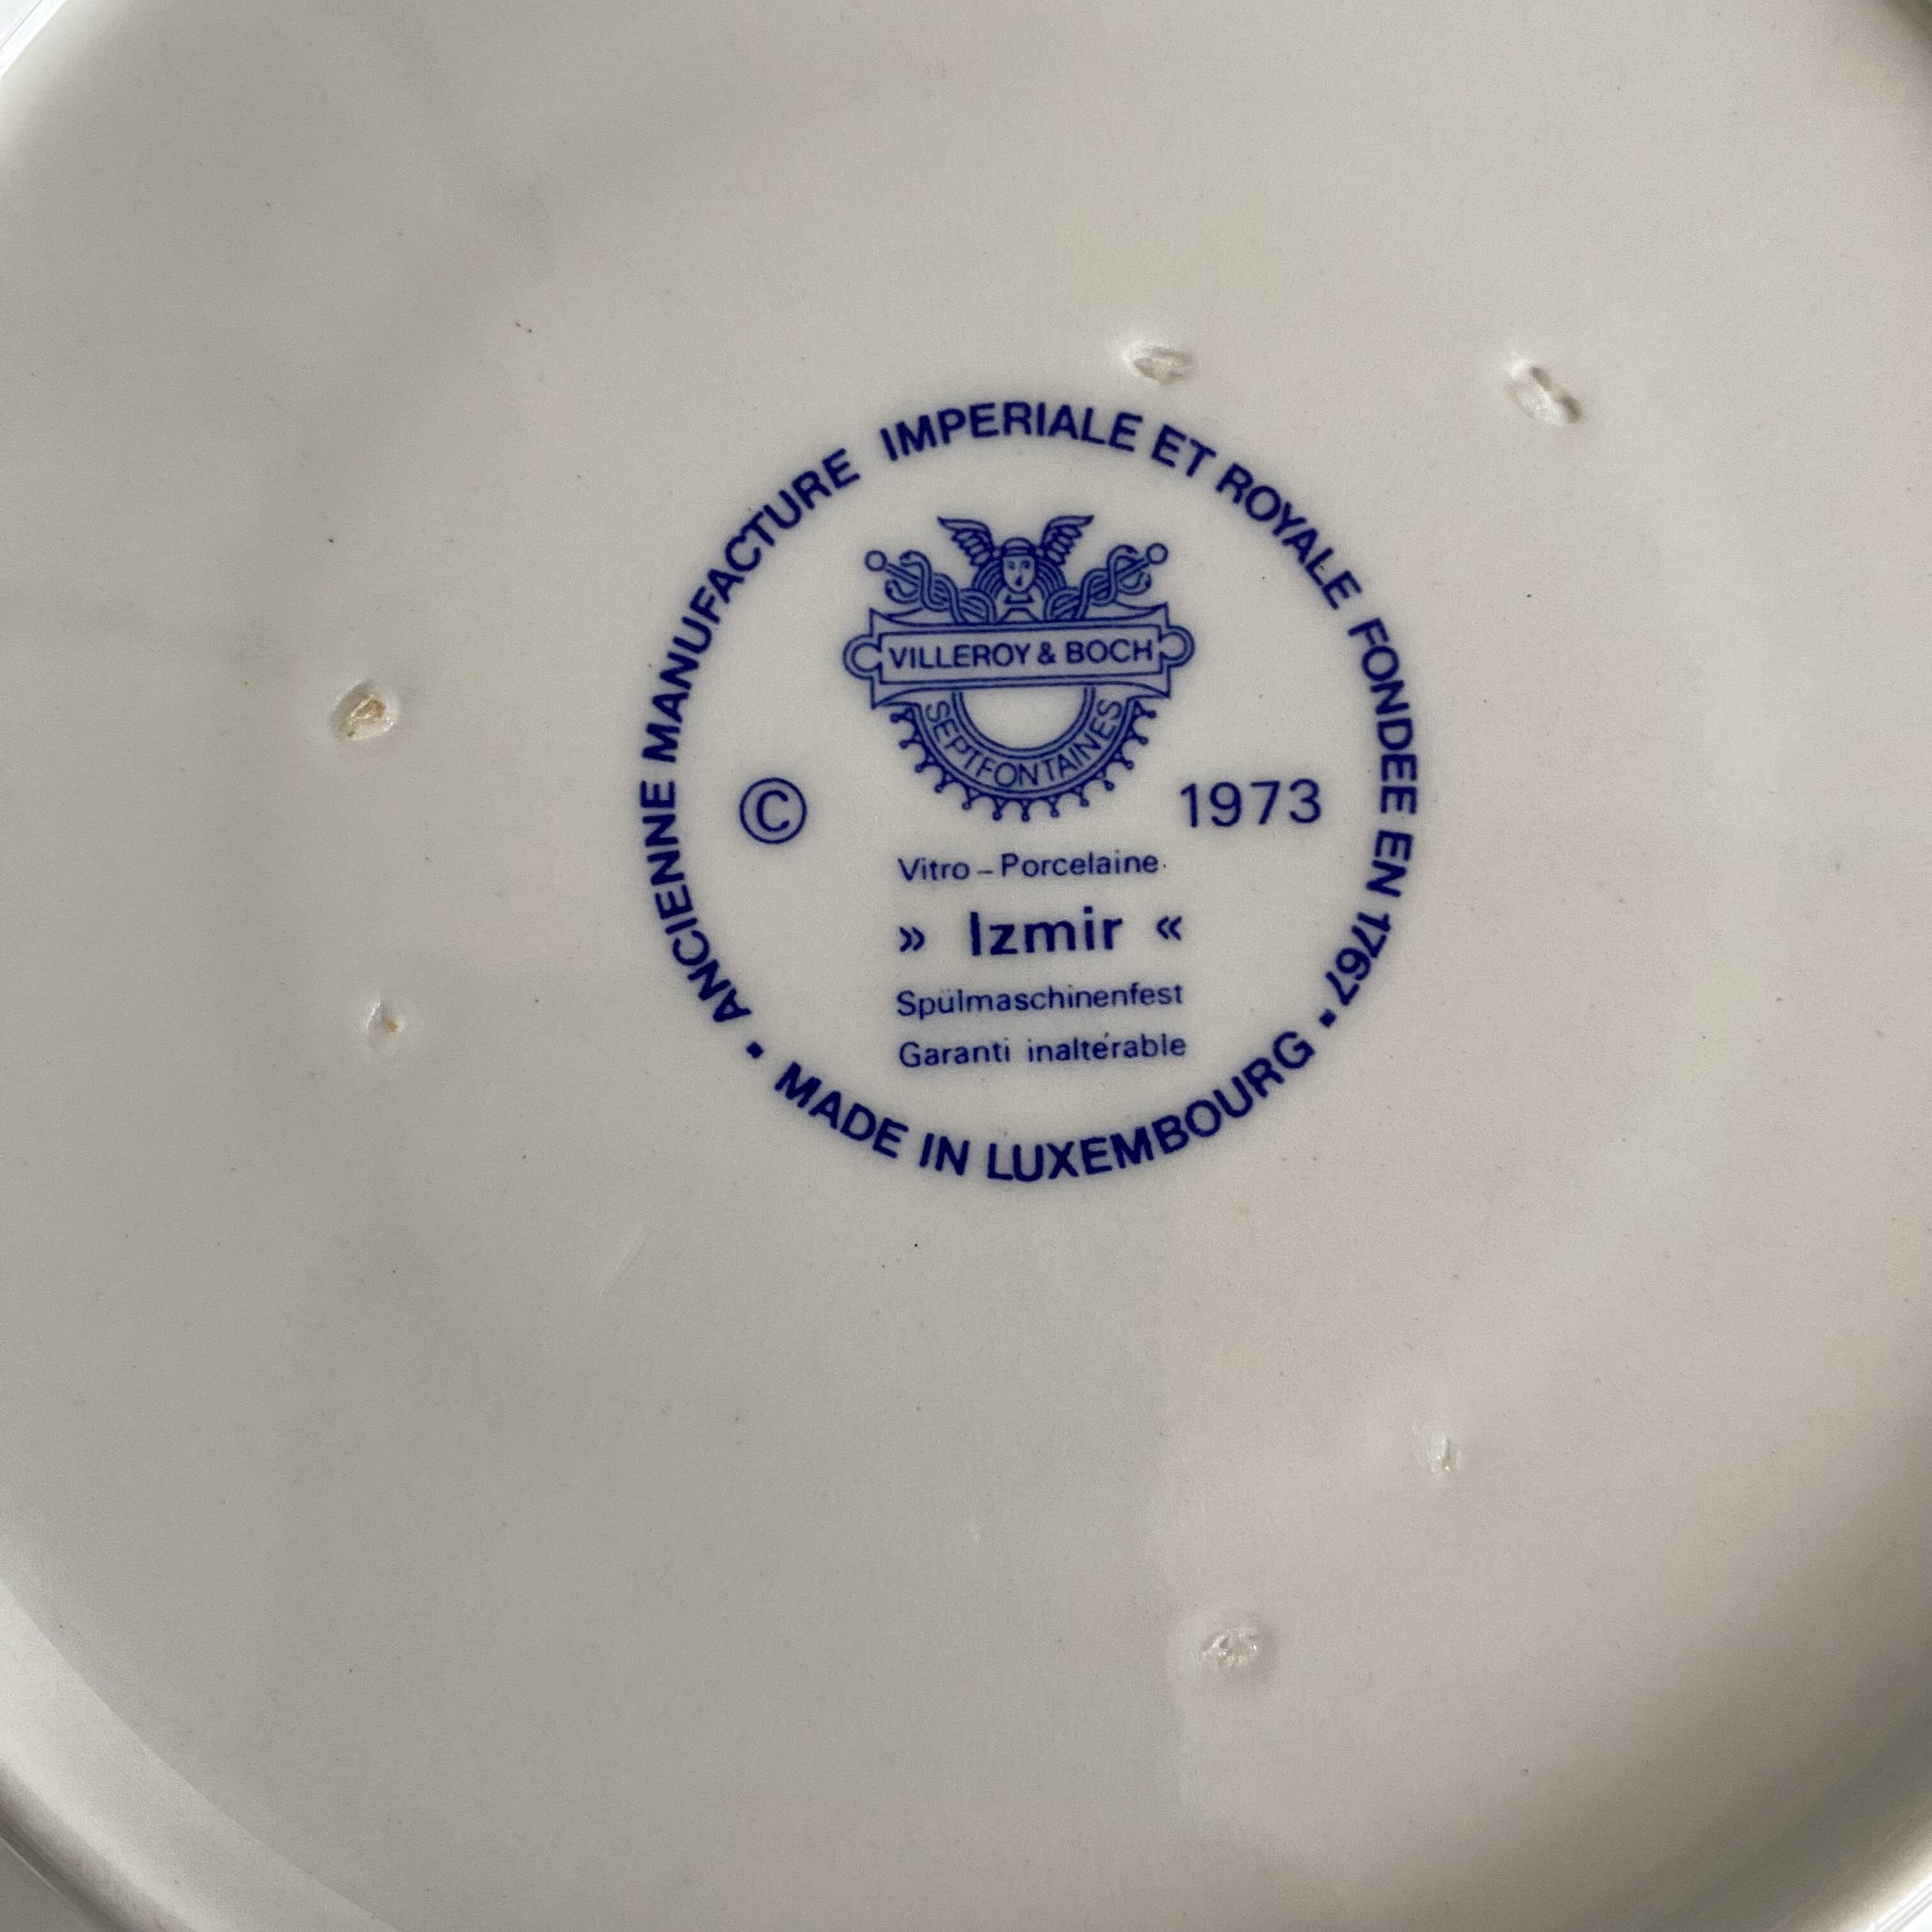 ANCIENNE MANUFACTURE IMPERIALE ET ROYALE FONDEE EN 1767 ▪
VILLEROY & BOCH
SEPTFONTAINES
© 1973
Vitro – Porcelaine
» Izmir «
Spülmaschinenfest
Garanti inaltérable
MADE IN LUXEMBOURG ▪